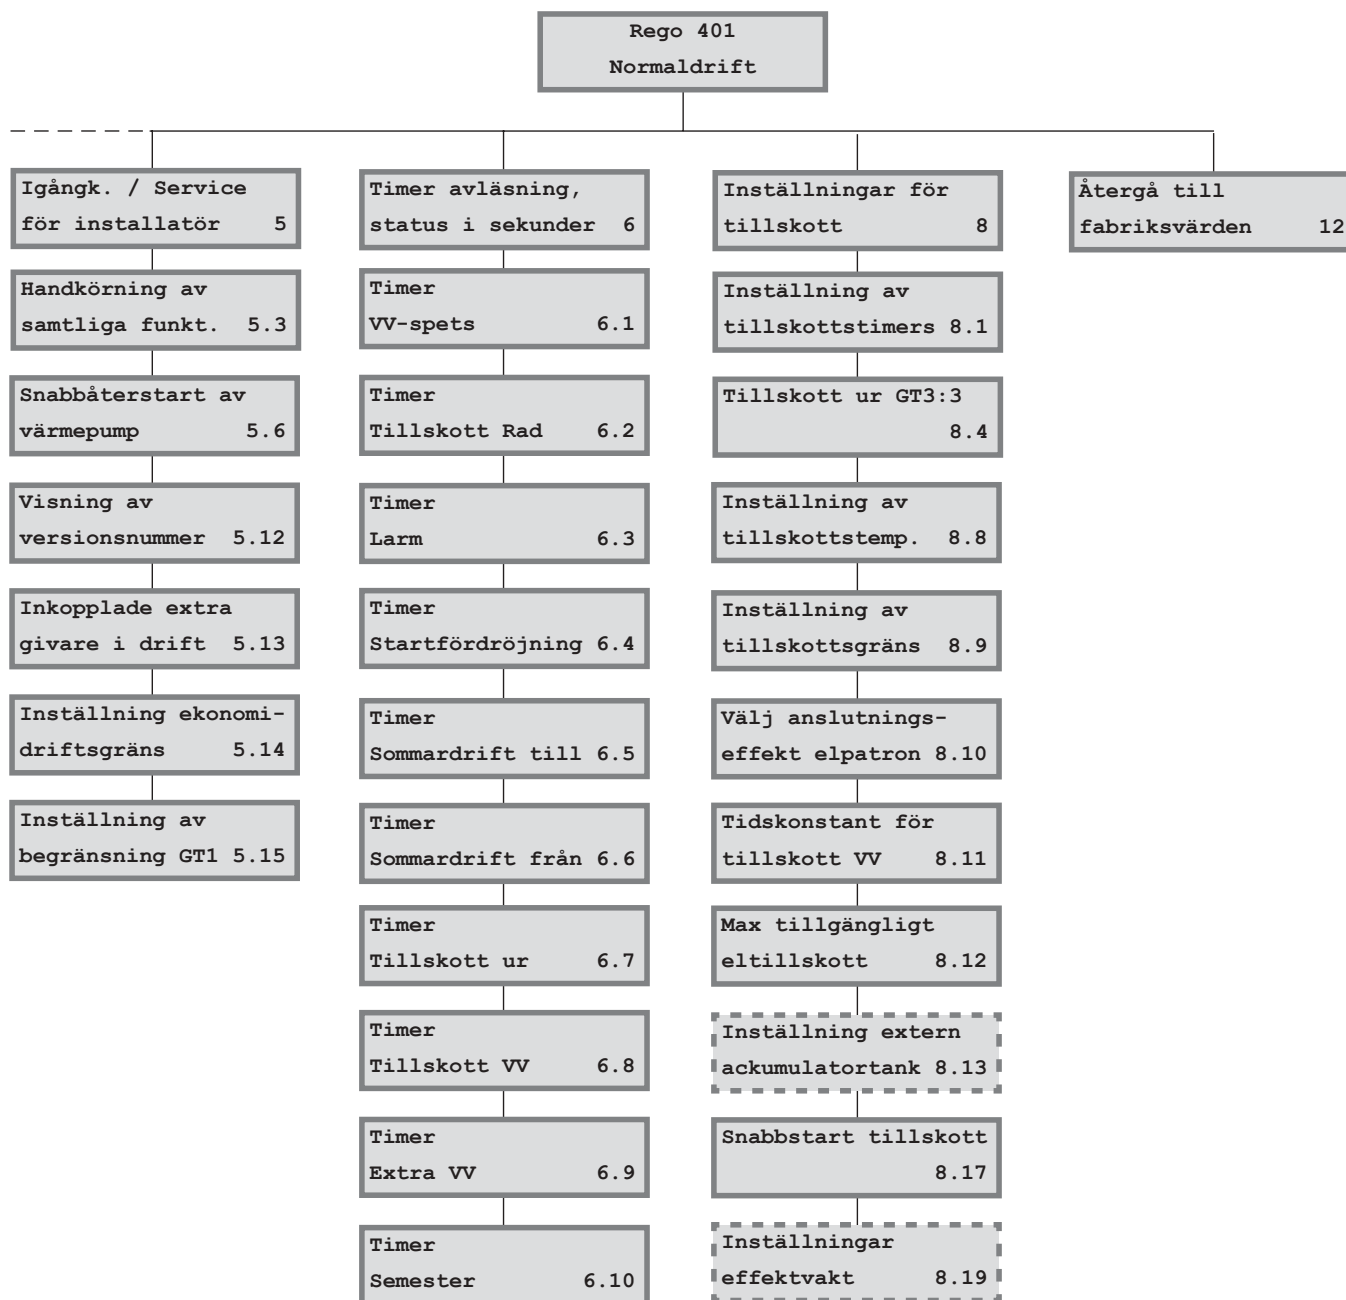 Rego 401
Normaldrift
Igångk. / Service
för installatör 5
Handkörning av
samtliga funkt. 5.3
Snabbåterstart av
värmepump 5.6
Visning av
versionsnummer 5.12
Inkopplade extra
givare i drift 5.13
Inställning ekonomi-
driftsgräns 5.14
Inställning av
begränsning GT1 5.15
Timer avläsning,
status i sekunder 6
Timer
VV-spets 6.1
Timer
Tillskott Rad 6.2
Timer
Larm 6.3
Timer
Startfördröjning 6.4
Timer
Sommardrift till 6.5
Timer
Sommardrift från 6.6
Timer
Tillskott ur 6.7
Timer
Tillskott VV 6.8
Timer
Extra VV 6.9
Timer
Semester 6.10
Inställningar för
tillskott 8
Inställning av
tillskottstimers 8.1
Tillskott ur GT3:3
8.4
Inställning av
tillskottstemp. 8.8
Inställning av
tillskottsgräns 8.9
Välj anslutnings-
effekt elpatron 8.10
Tidskonstant för
tillskott VV 8.11
Max tillgängligt
eltillskott 8.12
Inställning extern
ackumulatortank 8.13
Snabbstart tillskott
8.17
Inställningar
effektvakt 8.19
Återgå till
fabriksvärden 12